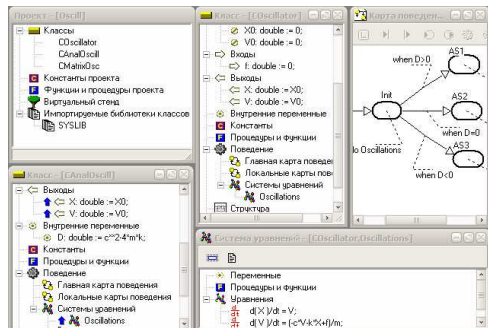 Проект - [Oscill]
Классы
COscillator
CAnalOscill
CMatrixOsc
Константы проекта
Функции и процедуры проекта
Виртуальный стенд
Импортируемые библиотеки классов
SYSLIB
Класс - [COscillator]
X0: double := 0;
V0: double := 0;
Входы
f: double := 0;
Выходы
X: double := X0;
V: double := V0;
Внутренние переменные
Константы
Процедуры и функции
Поведение
Главная карта поведе
Локальные карты пове
Системы уравнений
Oscillations
Структура
Карта поведен...
when D>0
AS1
Init
AS2
when D=0
do Oscillations
AS3
when D<0
Класс - [CAnalOscill]
Выходы
X: double := X0;
V: double := V0;
Внутренние переменные
D: double := c^2-4*m*k;
Константы
Процедуры и функции
Поведение
Главная карта поведения
Локальные карты поведения
Системы уравнений
Oscillations
Система уравнений - [COscillator.Oscillations]
Переменные
Процедуры и функции
Уравнения
d( X )/dt = V;
d( V )/dt = (-c*V-k*X+f)/m;